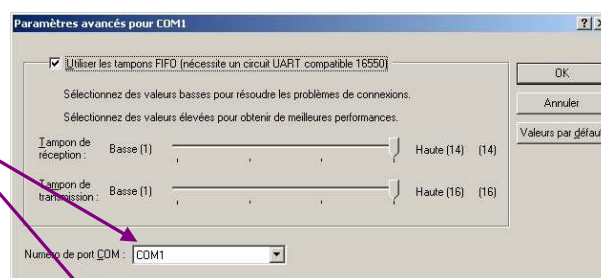 Paramètres avancés pour COM1
Utiliser les tampons FIFO (nécessite un circuit UART compatible 16550)
OK
Sélectionnez des valeurs basses pour résoudre les problèmes de connexions.
Annuler
Sélectionnez des valeurs élevées pour obtenir de meilleures performances.
Valeurs par défaut
Tampon de
réception : Basse (1) Haute (14) (14)
Tampon de
transmission : Basse (1) Haute (16) (16)
Numéro de port COM : COM1